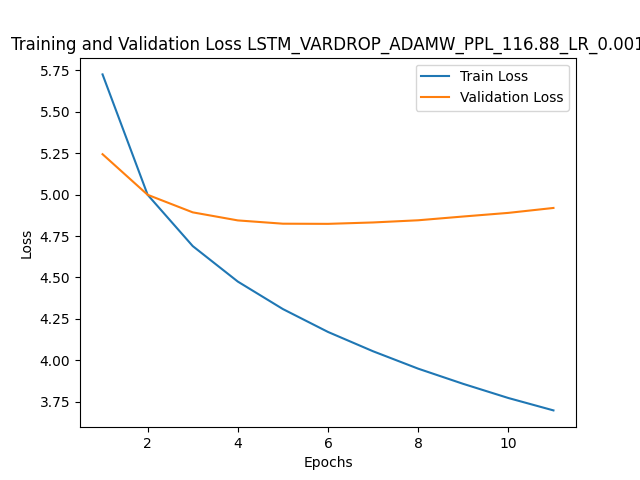 Training and Validation Loss LSTM_VARDROP_ADAMW_PPL_116.88_LR_0.001
Train Loss
Validation Loss
5.75
5.50
5.25
5.00
4.75
4.50
4.25
4.00
3.75
Loss
2
4
6
8
10
Epochs